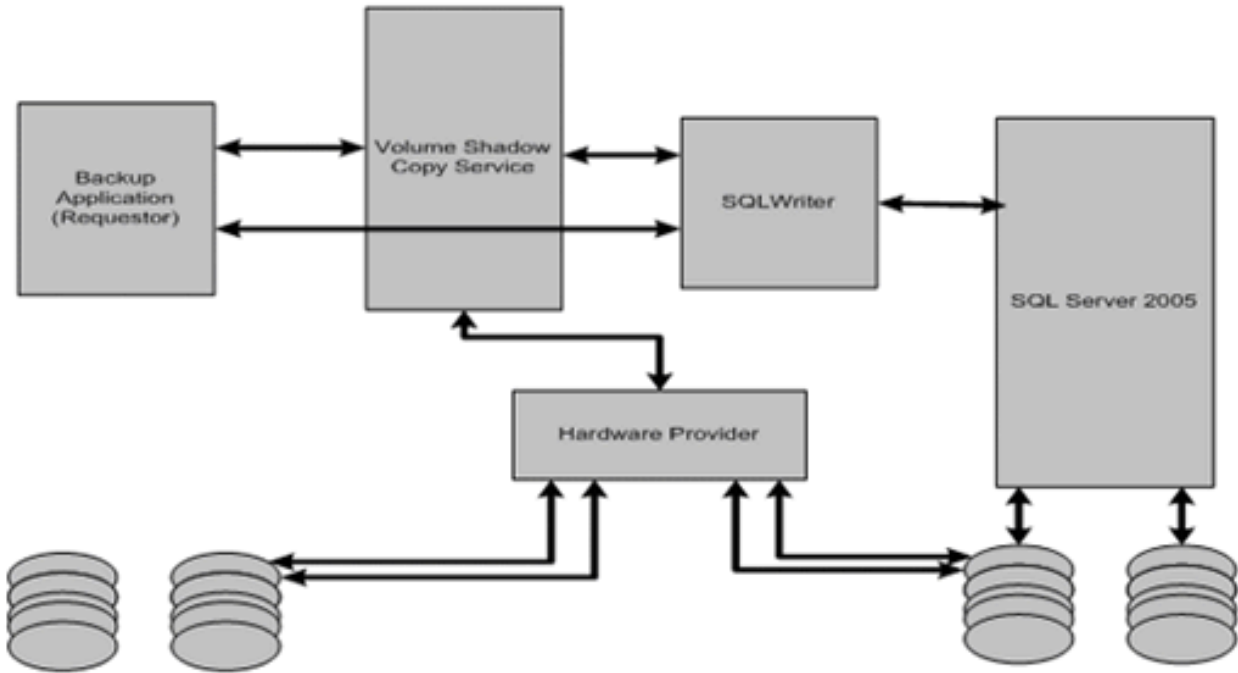 Backup
Application
(Requestor)
Volume Shadow
Copy Service
SQLWriter
SQL Server 2005
Hardware Provider